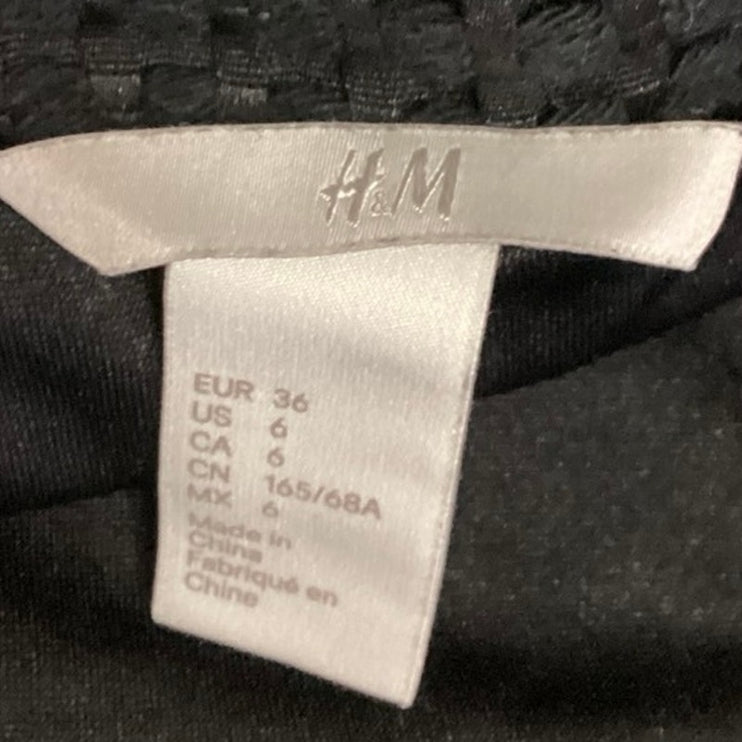 H&M
EUR 36
US 6
CA 6
CN 165/68A
MX 6
Made in
China
Fabriqué en
Chine